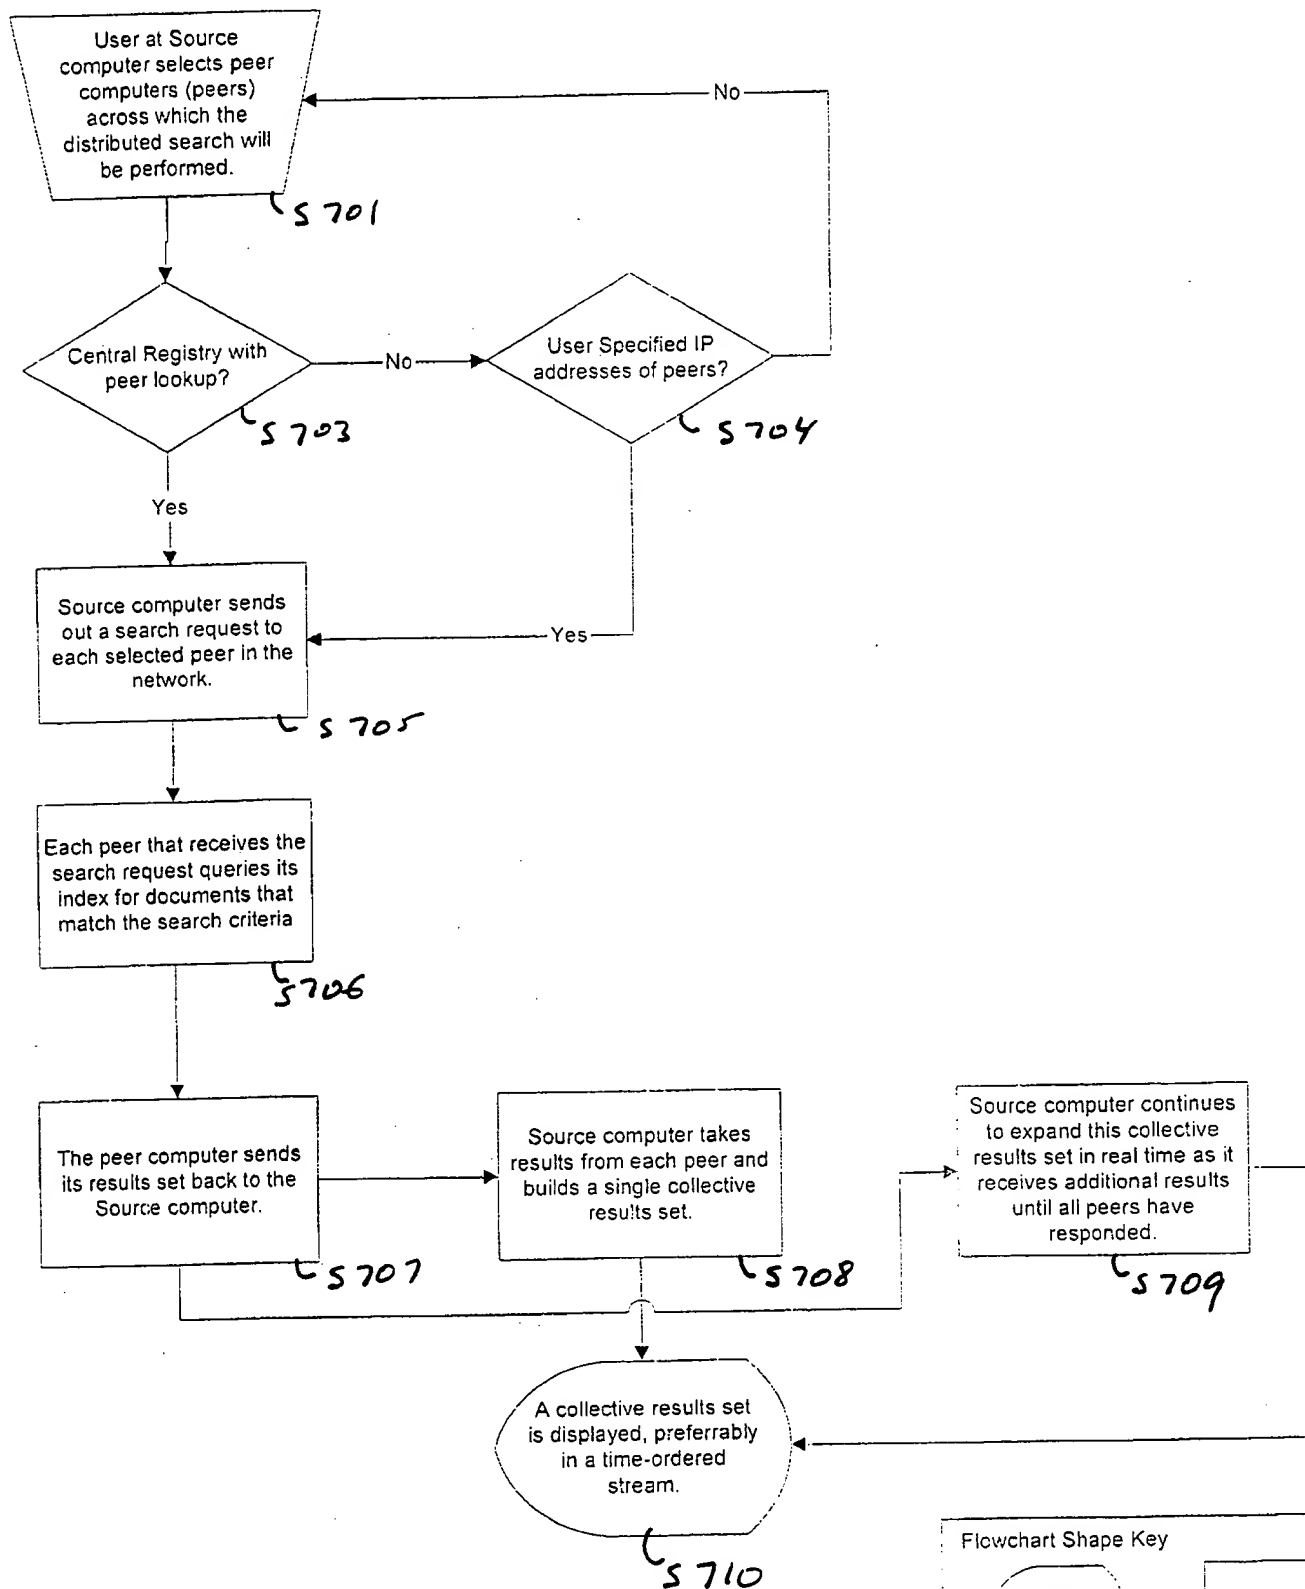 User at Source
computer selects peer
computers (peers)
across which the
distributed search will
be performed.
S701
No
Central Registry with
peer lookup?
S703
No
User Specified IP
addresses of peers?
S704
Yes
Yes
Source computer sends
out a search request to
each selected peer in the
network.
S705
Each peer that receives the
search request queries its
index for documents that
match the search criteria
S706
The peer computer sends
its results set back to the
Source computer.
S707
Source computer takes
results from each peer and
builds a single collective
results set.
S708
Source computer continues
to expand this collective
results set in real time as it
receives additional results
until all peers have
responded.
S709
A collective results set
is displayed, preferrably
in a time-ordered
stream.
S710
Flowchart Shape Key